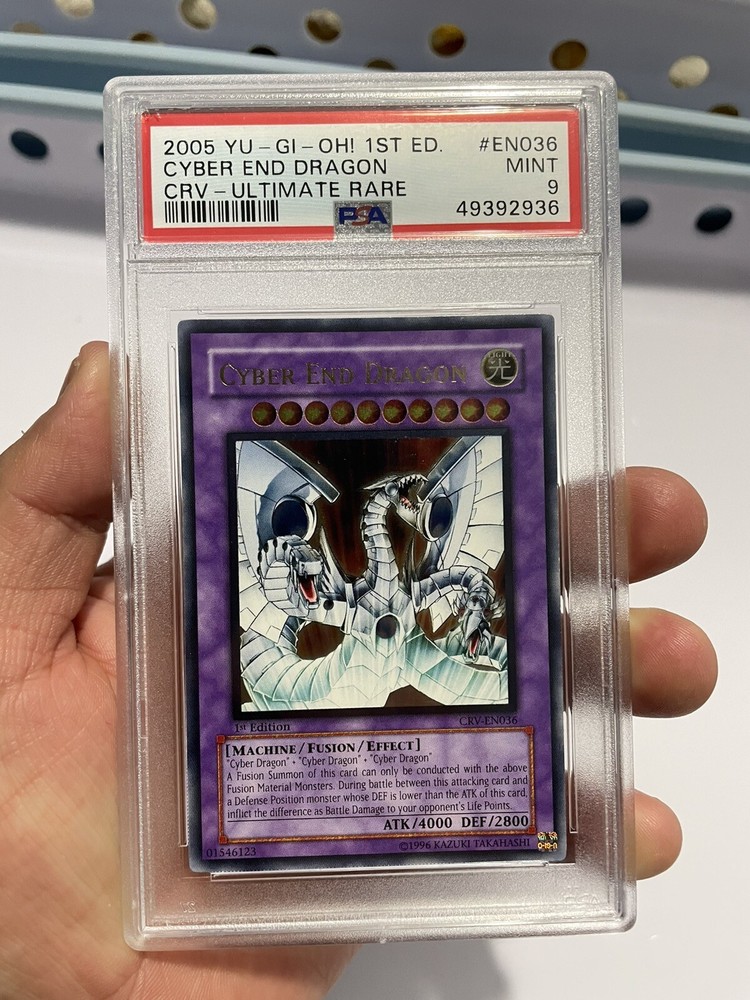 2005 YU-GI-OH! 1ST ED. #EN036
CYBER END DRAGON MINT
CRV-ULTIMATE RARE 9
PSA 49392936
CYBER END DRAGON
LIGHT
光
1st Edition CRV-EN036
[MACHINE/FUSION/EFFECT]
"Cyber Dragon" + "Cyber Dragon" + "Cyber Dragon"
A Fusion Summon of this card can only be conducted with the above
Fusion Material Monsters. During battle between this attacking card and
a Defense Position monster whose DEF is lower than the ATK of this card,
inflict the difference as Battle Damage to your opponent's Life Points.
ATK/4000 DEF/2800
01546123 ©1996 KAZUKI TAKAHASHI